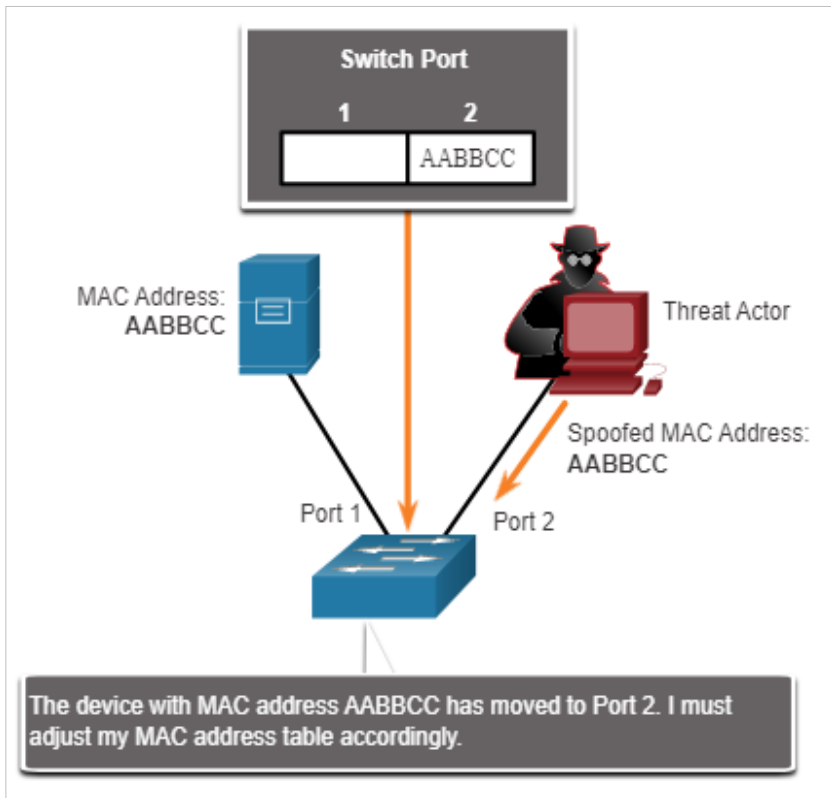 Switch Port
1 2
AABBCC
MAC Address:
AABBCC
Threat Actor
Spoofed MAC Address:
AABBCC
Port 1
Port 2
The device with MAC address AABBCC has moved to Port 2. I must
adjust my MAC address table accordingly.